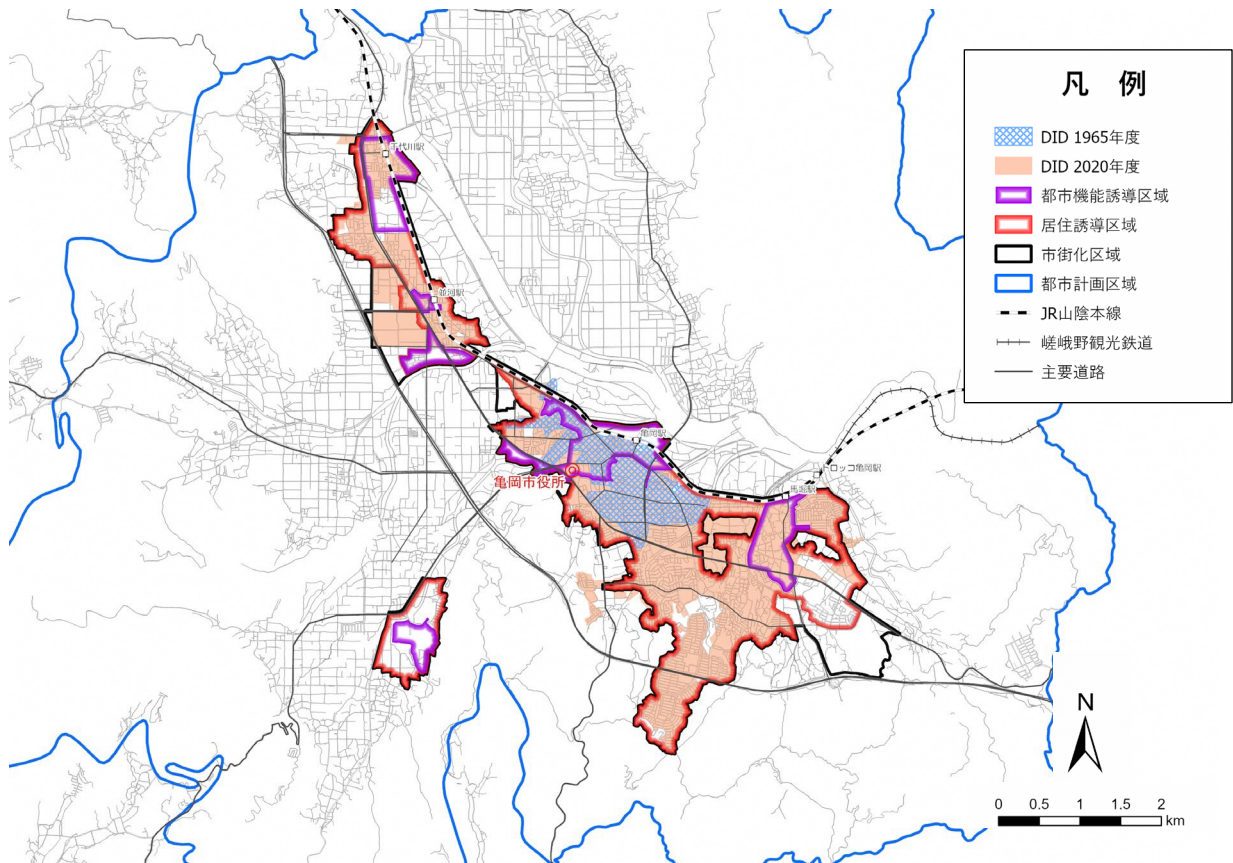 凡 例
DID 1965年度
DID 2020年度
都市機能誘導区域
居住誘導区域
市街化区域
都市計画区域
JR山陰本線
嵯峨野観光鉄道
主要道路
千代川駅
並河駅
亀岡駅
亀岡市役所
トロッコ亀岡駅
馬堀駅
N
0 0.5 1 1.5 2
km